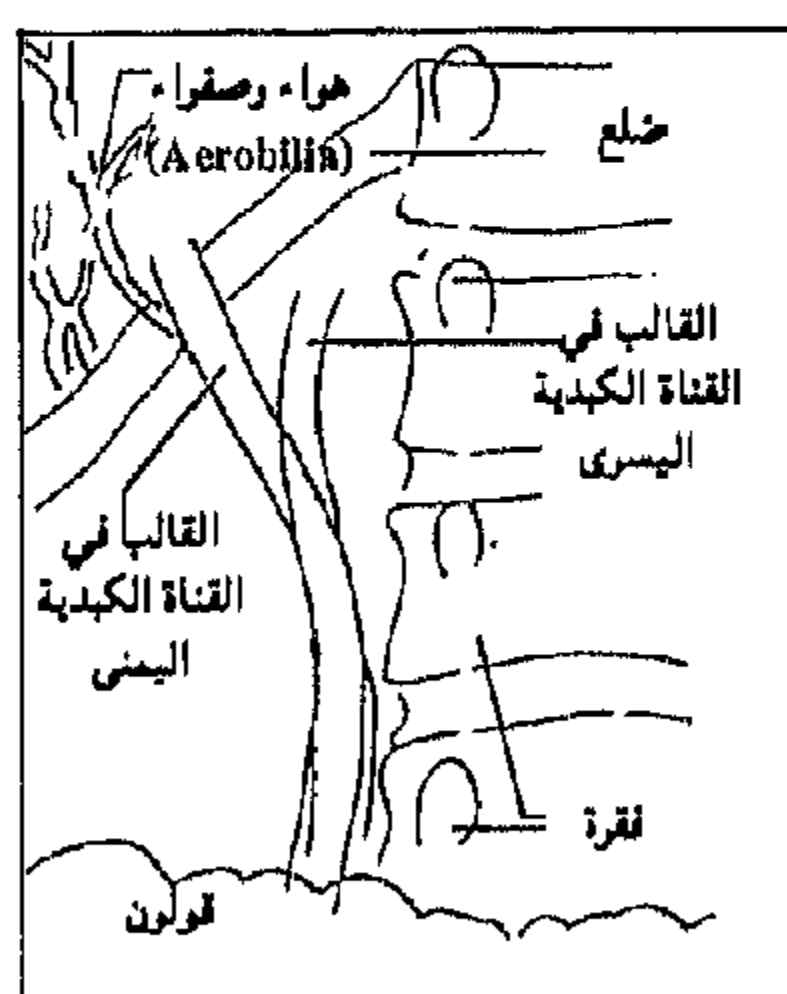 هواء وصفراء
(Aerobilia)
ضلع
القالب في
القناة الكبدية
اليسرى
القالب في
القناة الكبدية
اليمنى
فقرة
قولون